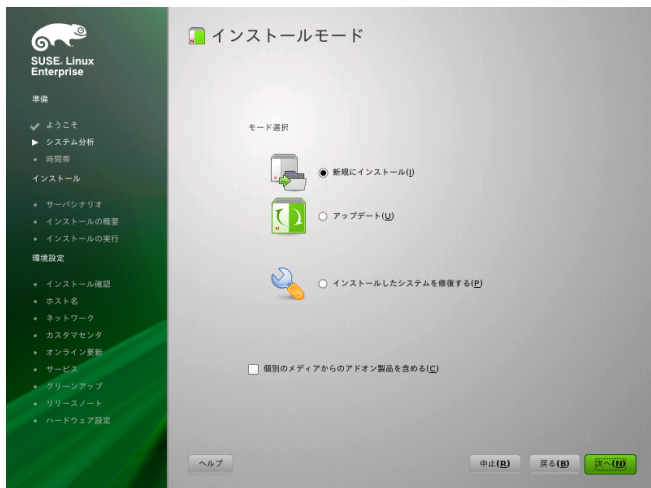 SUSE. Linux
Enterprise
準備
ようこそ
システム分析
時間帯
インストール
サーバシナリオ
インストールの概要
インストールの実行
環境設定
インストール確認
ホスト名
ネットワーク
カスタマセンタ
オンライン更新
サービス
クリーンアップ
リリースノート
ハードウェア設定
インストールモード
モード選択
新規にインストール(I)
アップデート(U)
インストールしたシステムを修復する(P)
個別のメディアからのアドオン製品を含める(C)
ヘルプ
中止(R)
戻る(B)
次へ(N)